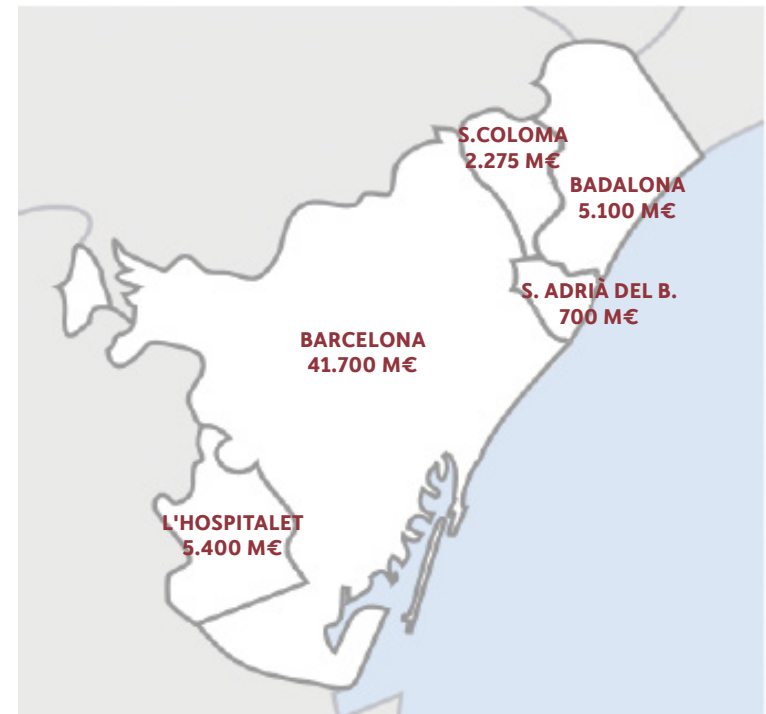 S.COLOMA
2.275 M€
BADALONA
5.100 M€
S. ADRIÀ DEL B.
700 M€
BARCELONA
41.700 M€
L'HOSPITALET
5.400 M€